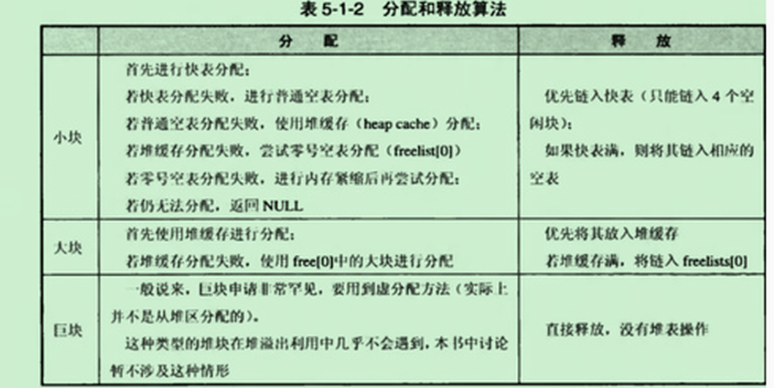 表 5-1-2 分配和释放算法
分 配
释 放
小块
首先进行快表分配;
若快表分配失败,进行普通空表分配;
若普通空表分配失败,使用堆缓存(heap cache)分配;
若堆缓存分配失败,尝试零号空表分配(freelist[0])
若零号空表分配失败,进行内存紧缩后再尝试分配;
若仍无法分配,返回 NULL
优先链入快表(只能链入 4 个空
闲块);
如果快表满,则将其链入相应的
空表
大块
首先使用堆缓存进行分配;
若堆缓存分配失败,使用 free[0]中的大块进行分配
优先将其放入堆缓存
若堆缓存满,将链入 freelists[0]
巨块
一般说来,巨块申请非常罕见,要用到虚分配方法(实际上
并不是从堆区分配的)。
这种类型的堆块在堆溢出利用中几乎不会遇到,本书中讨论
暂不涉及这种情形
直接释放,没有堆表操作